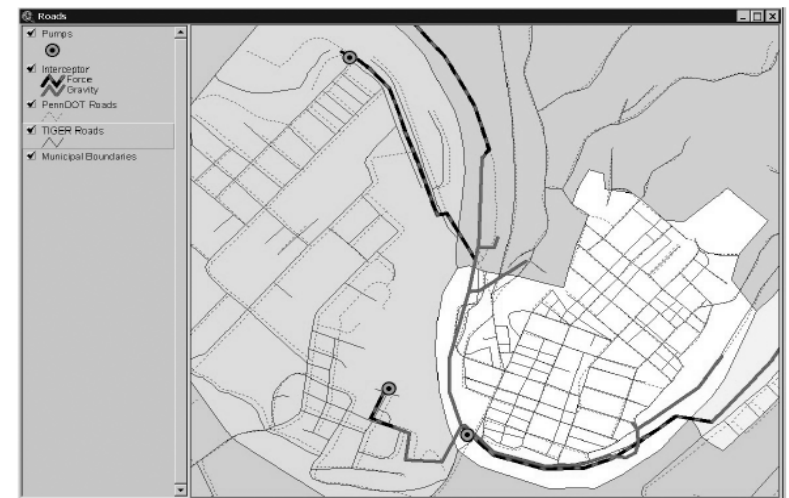 Roads
Pumps
Interceptor
Force
Gravity
PennDOT Roads
TIGER Roads
Municipal Boundaries